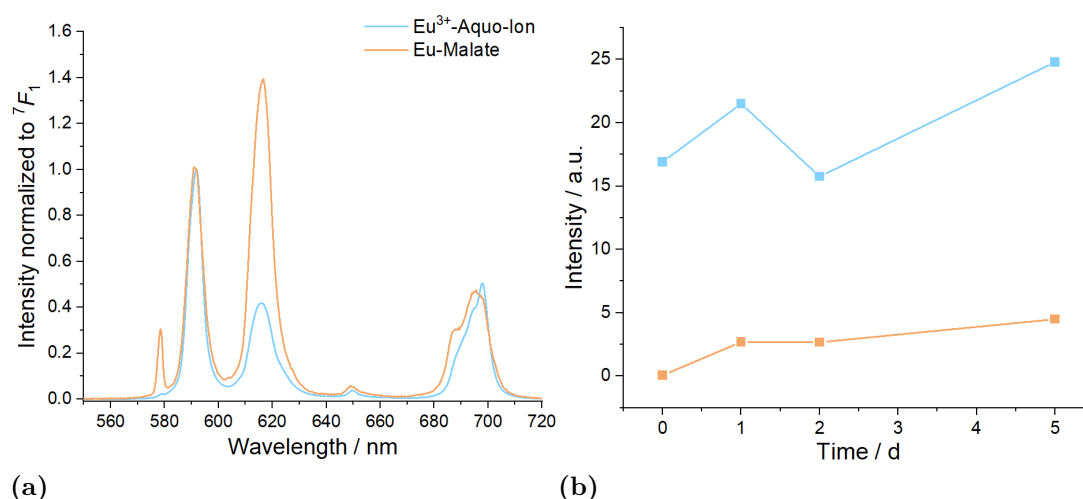 Intensity normalized to ⁷F₁
1.6
1.4
1.2
1.0
0.8
0.6
0.4
0.2
0.0
Eu³⁺-Aquo-Ion
Eu-Malate
560 580 600 620 640 660 680 700 720
Wavelength / nm
(a)
Intensity / a.u.
25
20
15
10
5
0
0 1 2 3 4 5
Time / d
(b)